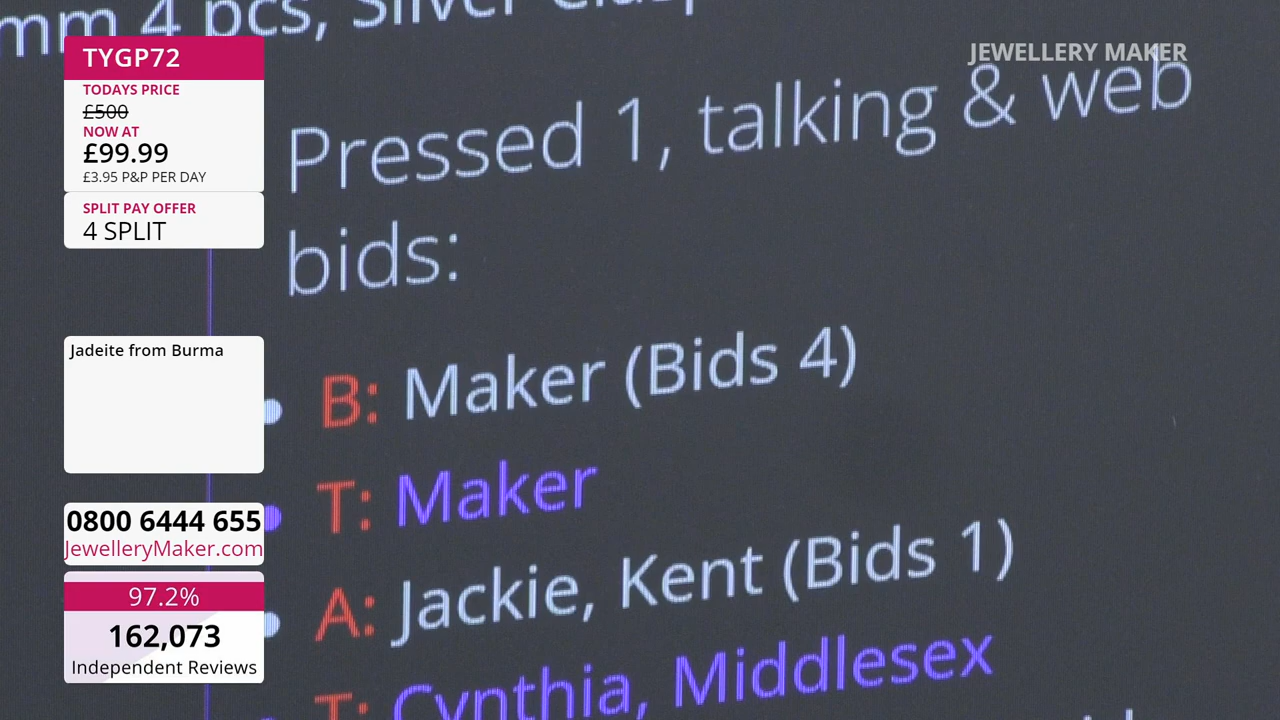 mm 4 pcs, Silver Clasp
TYGP72
JEWELLERY MAKER
TODAYS PRICE
£500
NOW AT
£99.99
£3.95 P&P PER DAY
SPLIT PAY OFFER
4 SPLIT
Pressed 1, talking & web
bids:
Jadeite from Burma
B: Maker (Bids 4)
T: Maker
A: Jackie, Kent (Bids 1)
T: Cynthia, Middlesex
0800 6444 655
JewelleryMaker.com
97.2%
162,073
Independent Reviews